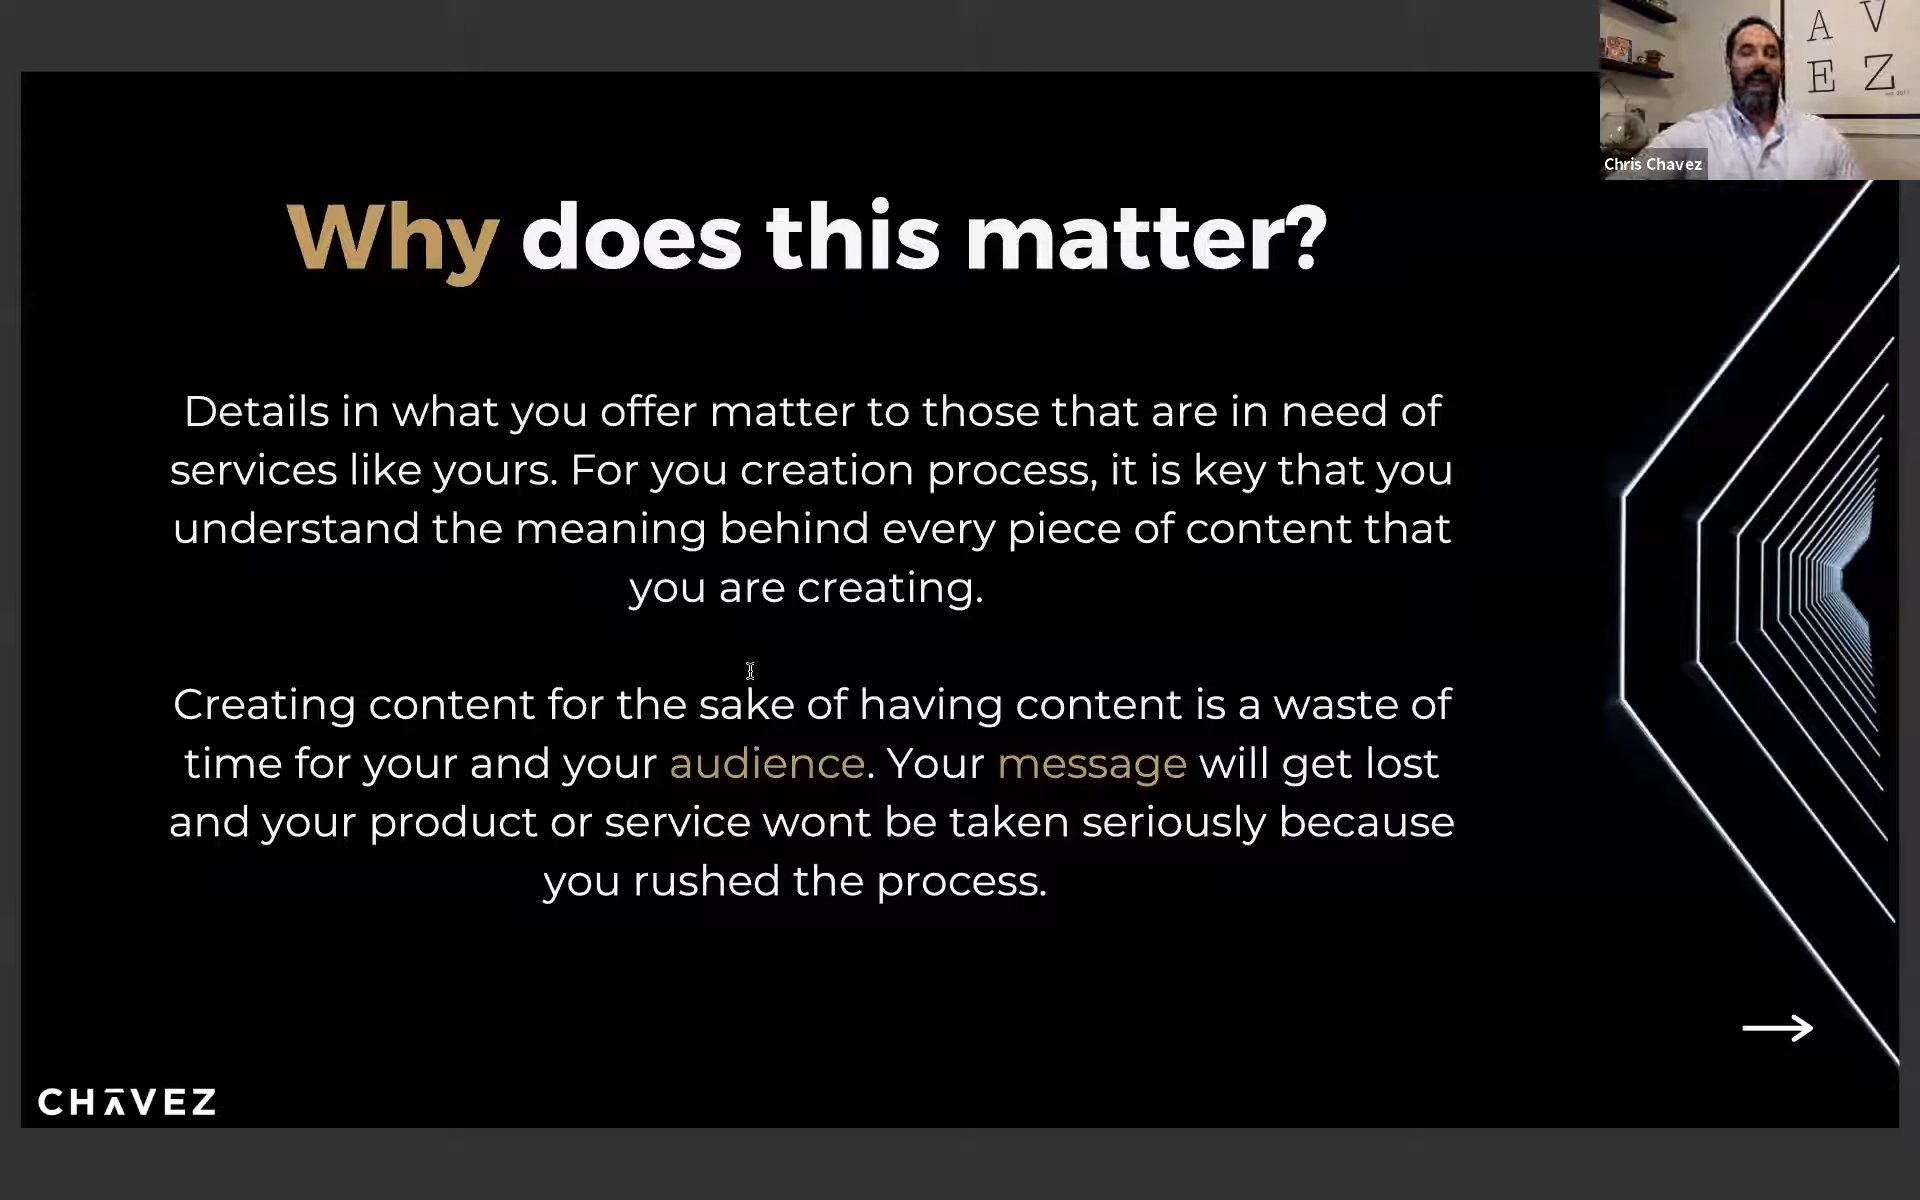 A V
E Z
Chris Chavez
Why does this matter?
Details in what you offer matter to those that are in need of
services like yours. For you creation process, it is key that you
understand the meaning behind every piece of content that
you are creating.
Creating content for the sake of having content is a waste of
time for your and your audience. Your message will get lost
and your product or service wont be taken seriously because
you rushed the process.
CHĀVEZ